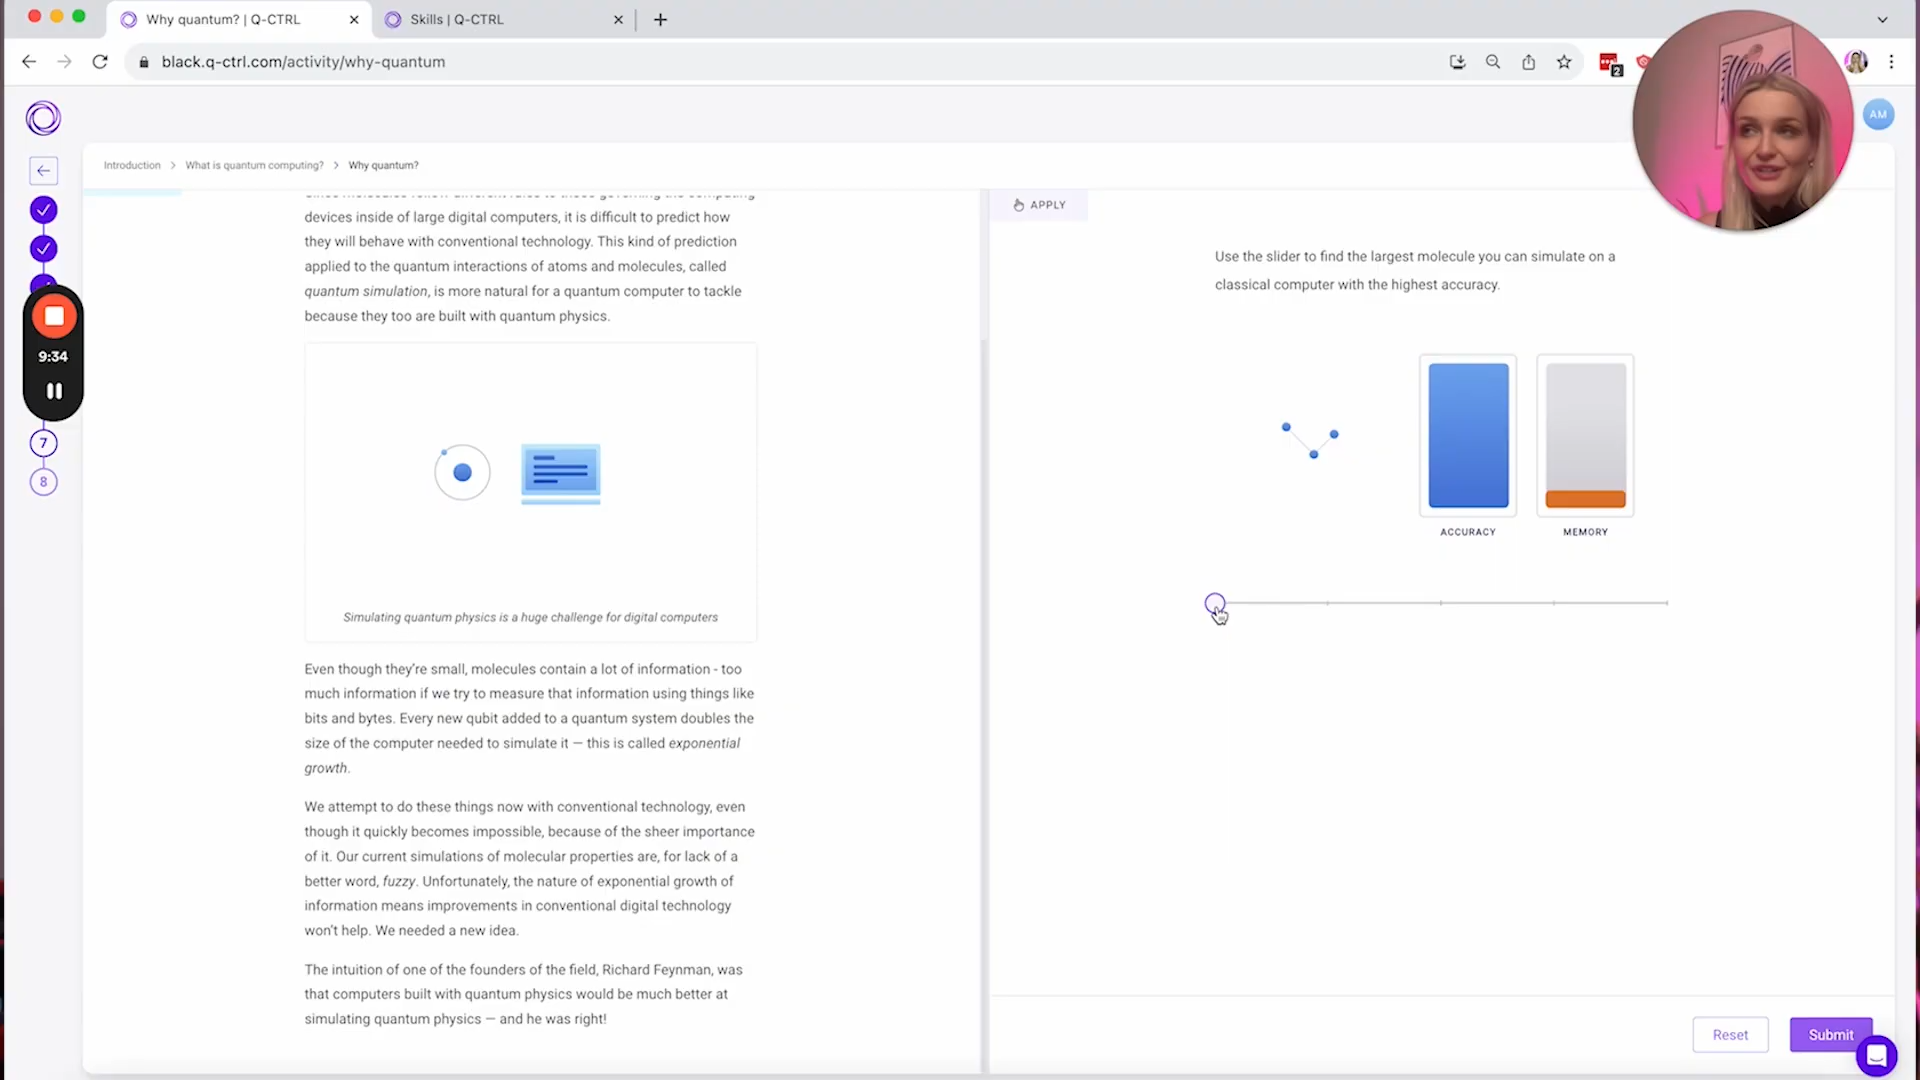 Why quantum? | Q-CTRL
Skills | Q-CTRL
black.q-ctrl.com/activity/why-quantum
2
AM
Introduction > What is quantum computing? > Why quantum?
Since molecules follow different rules to those governing the computing
devices inside of large digital computers, it is difficult to predict how
they will behave with conventional technology. This kind of prediction
applied to the quantum interactions of atoms and molecules, called
quantum simulation, is more natural for a quantum computer to tackle
because they too are built with quantum physics.
Simulating quantum physics is a huge challenge for digital computers
Even though they're small, molecules contain a lot of information - too
much information if we try to measure that information using things like
bits and bytes. Every new qubit added to a quantum system doubles the
size of the computer needed to simulate it — this is called exponential
growth.
We attempt to do these things now with conventional technology, even
though it quickly becomes impossible, because of the sheer importance
of it. Our current simulations of molecular properties are, for lack of a
better word, fuzzy. Unfortunately, the nature of exponential growth of
information means improvements in conventional digital technology
won't help. We needed a new idea.
The intuition of one of the founders of the field, Richard Feynman, was
that computers built with quantum physics would be much better at
simulating quantum physics — and he was right!
9:34
7
8
APPLY
Use the slider to find the largest molecule you can simulate on a
classical computer with the highest accuracy.
ACCURACY
MEMORY
Reset
Submit